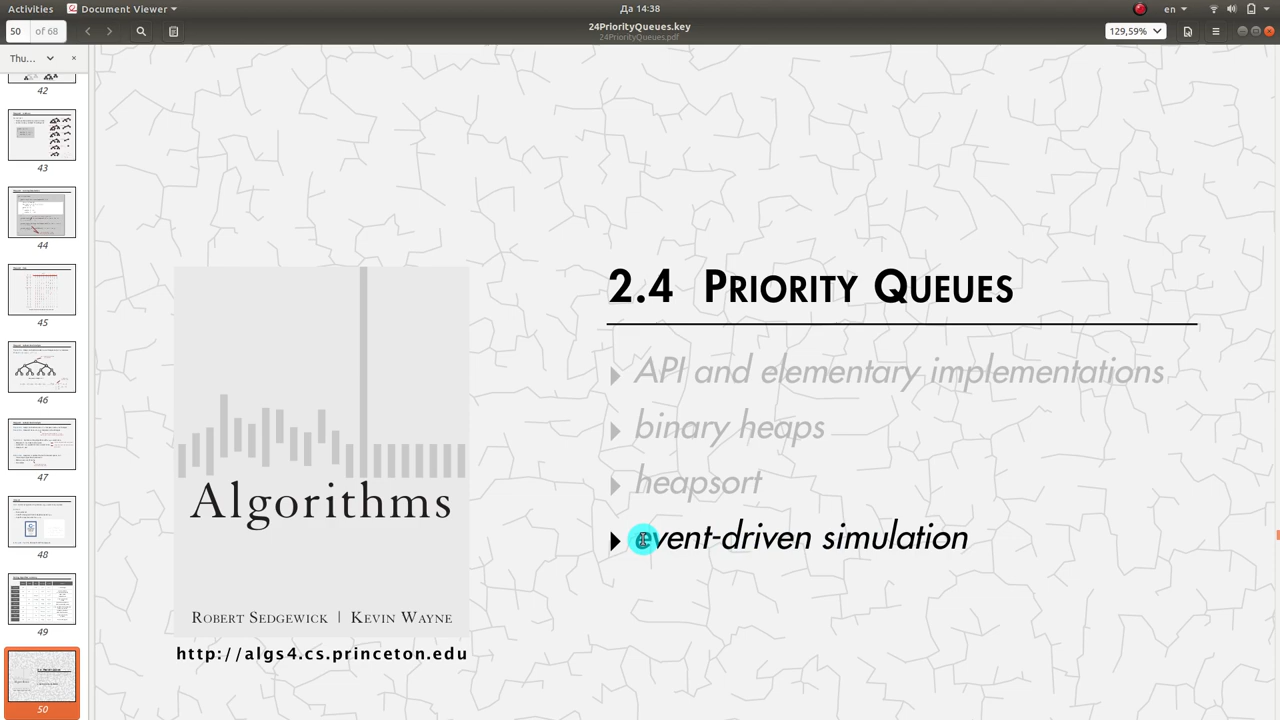 Activities Document Viewer Да 14:38 en
50 of 68 24PriorityQueues.key 129,59%
24PriorityQueues.pdf
Thu... ×
42
43
44
45
46
47
48
49
50
2.4 PRIORITY QUEUES
API and elementary implementations
binary heaps
heapsort
event-driven simulation
Algorithms
ROBERT SEDGEWICK | KEVIN WAYNE
http://algs4.cs.princeton.edu